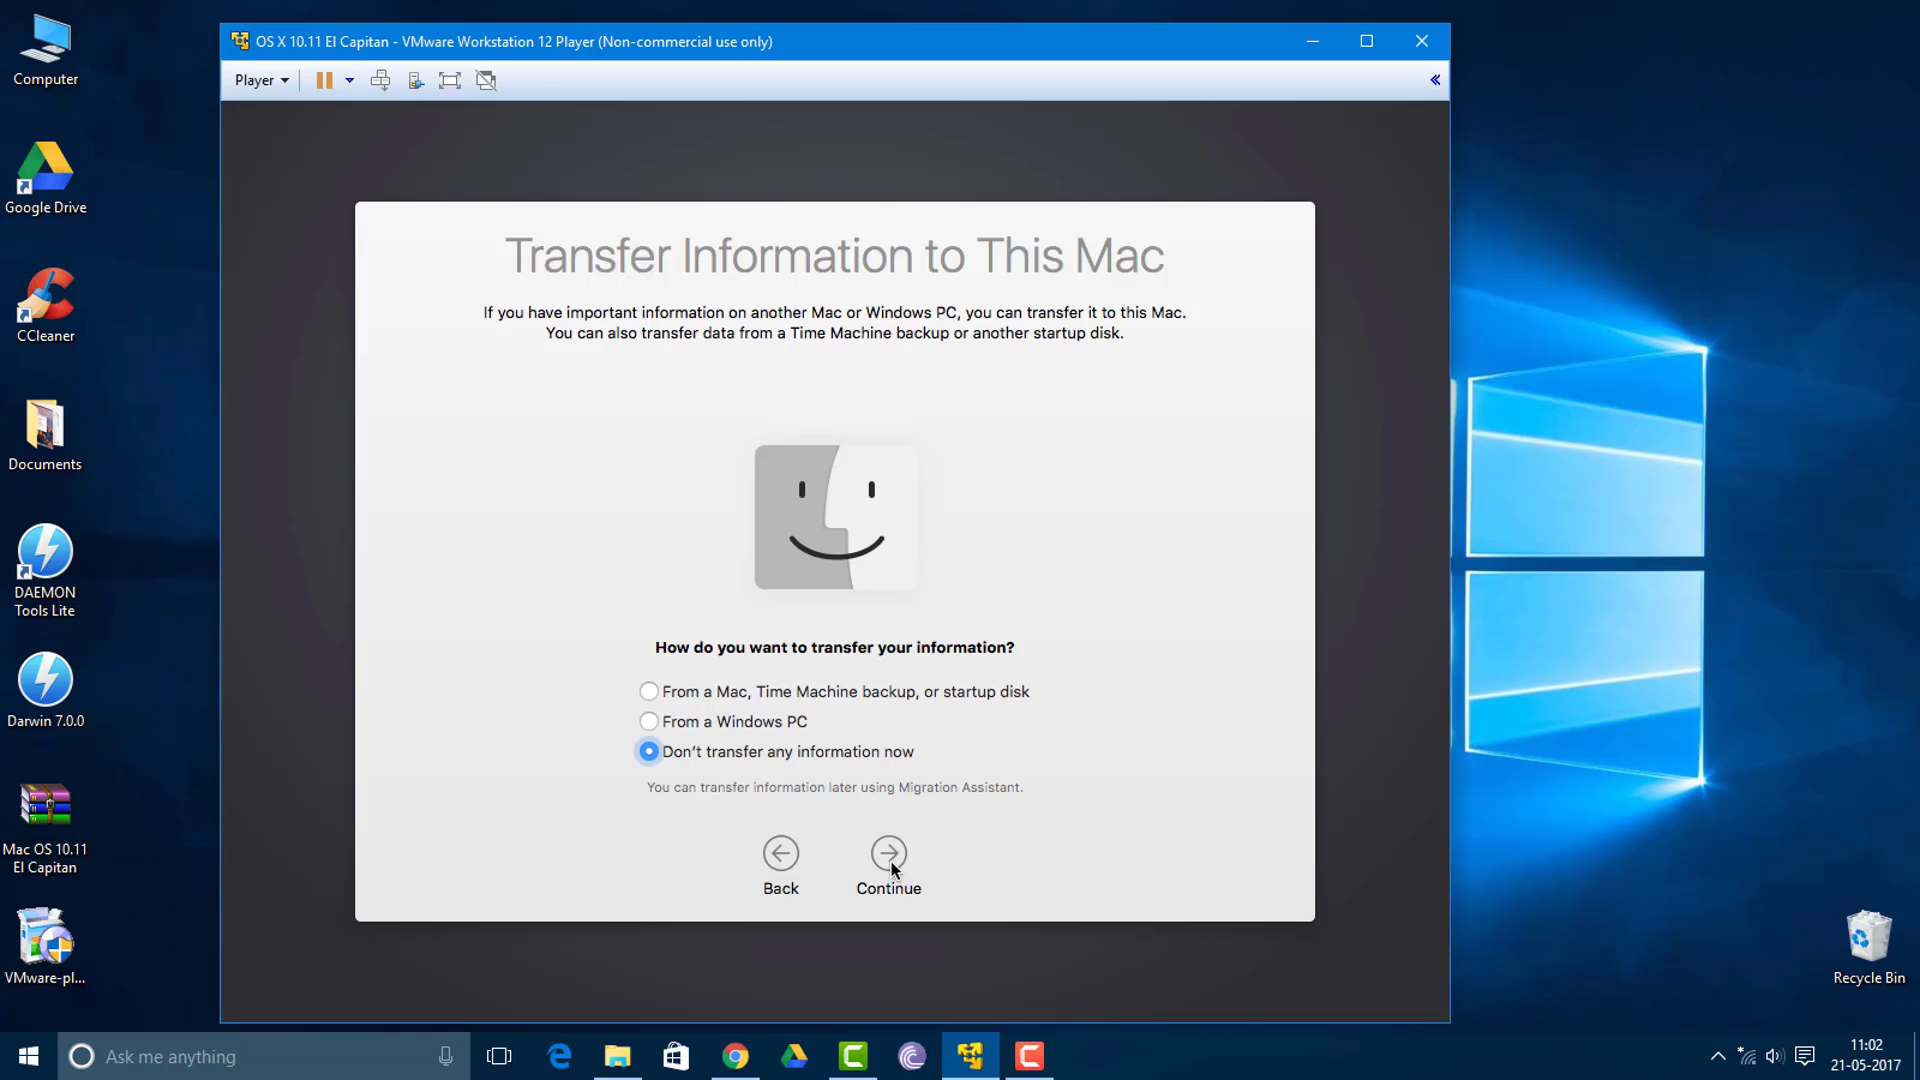 OS X 10.11 El Capitan - VMware Workstation 12 Player (Non-commercial use only)
Player
Computer
Google Drive
CCleaner
Documents
DAEMON
Tools Lite
Darwin 7.0.0
Mac OS 10.11
El Capitan
VMware-pl...
Transfer Information to This Mac
If you have important information on another Mac or Windows PC, you can transfer it to this Mac.
You can also transfer data from a Time Machine backup or another startup disk.
How do you want to transfer your information?
From a Mac, Time Machine backup, or startup disk
From a Windows PC
Don't transfer any information now
You can transfer information later using Migration Assistant.
Back
Continue
Recycle Bin
Ask me anything
11:02
21-05-2017